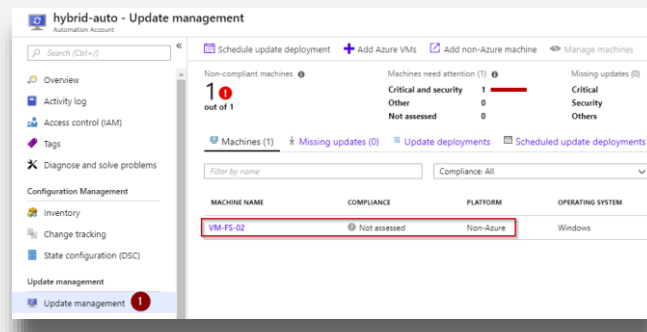 hybrid-auto - Update management
Automation Account
Search (Ctrl+/)
«
Overview
Activity log
Access control (IAM)
Tags
Diagnose and solve problems
Configuration Management
Inventory
Change tracking
State configuration (DSC)
Update management
Update management 1
Schedule update deployment Add Azure VMs Add non-Azure machine Manage machines
Non-compliant machines Machines need attention (1) Missing updates (0)
1 out of 1
Critical and security 1 Critical
Other 0 Security
Not assessed 0 Others
Machines (1) Missing updates (0) Update deployments Scheduled update deployments
Filter by name Compliance: All
MACHINE NAME COMPLIANCE PLATFORM OPERATING SYSTEM
VM-FS-02 Not assessed Non-Azure Windows